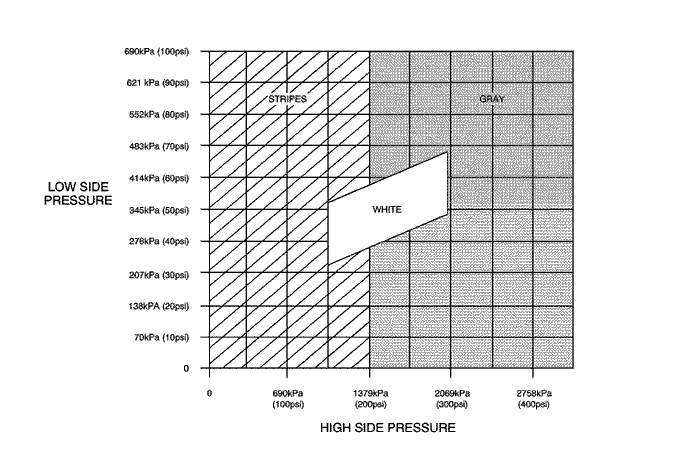 690kPa (100psi)
621 kPa (90psi)
STRIPES
GRAY
552kPa (80psi)
483kPa (70psi)
414kPa (60psi)
LOW SIDE
PRESSURE
345kPa (50psi)
WHITE
276kPa (40psi)
207kPa (30psi)
138kPA (20psi)
70kPa (10psi)
0
0
690kPa
(100psi)
1379kPa
(200psi)
2069kPa
(300psi)
2758kPa
(400psi)
HIGH SIDE PRESSURE